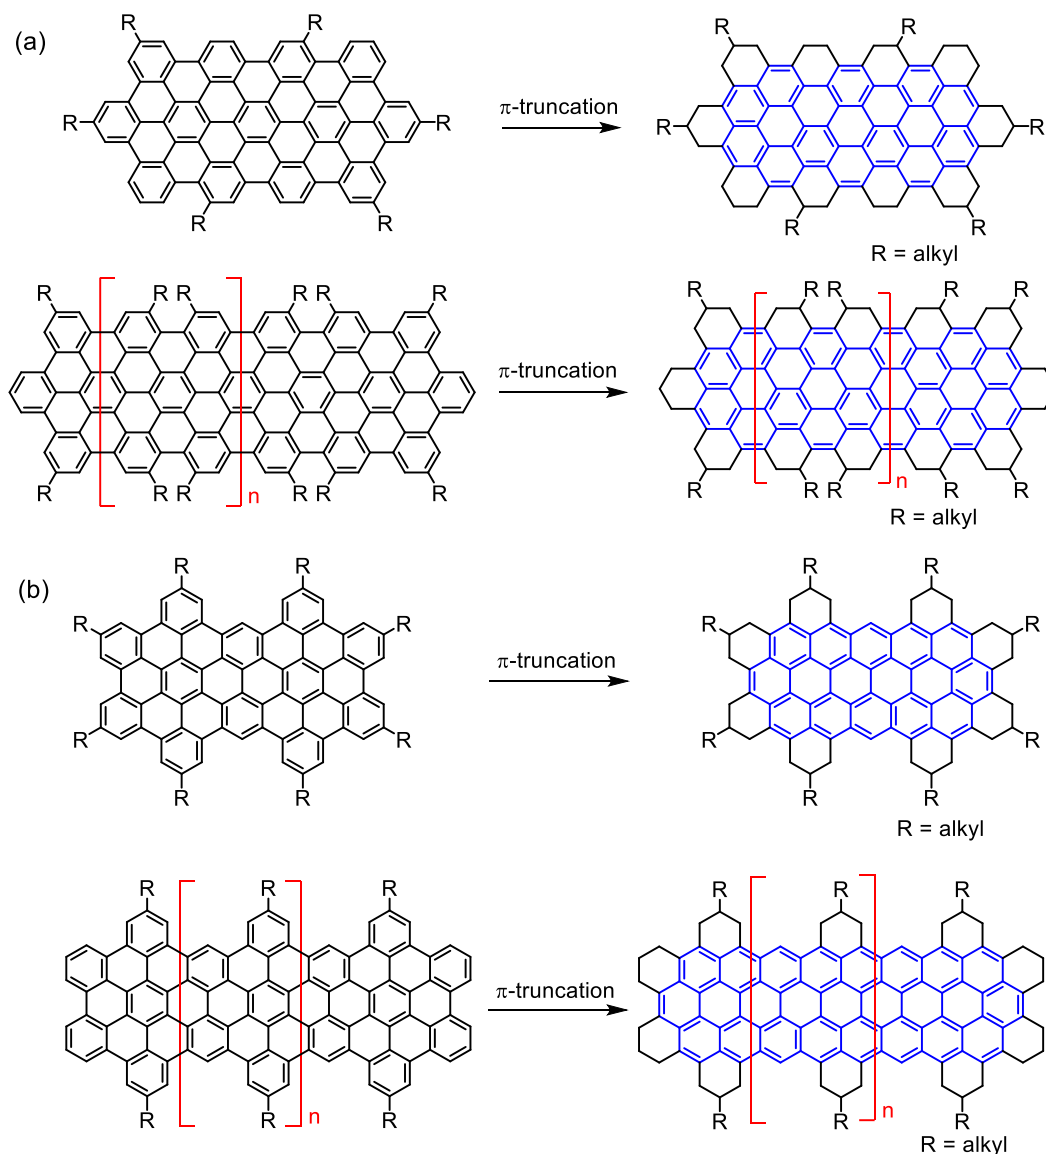 (a)
R R R R
R R π-truncation R R
R R R R
R = alkyl
R R R R R R R R R R R R
π-truncation
R R R R R R n R R R R n
R = alkyl
(b)
R R R R
R R R R
π-truncation
R R R R
R R R R
R = alkyl
R R R R R R
π-truncation
R R R n R R R n
R = alkyl